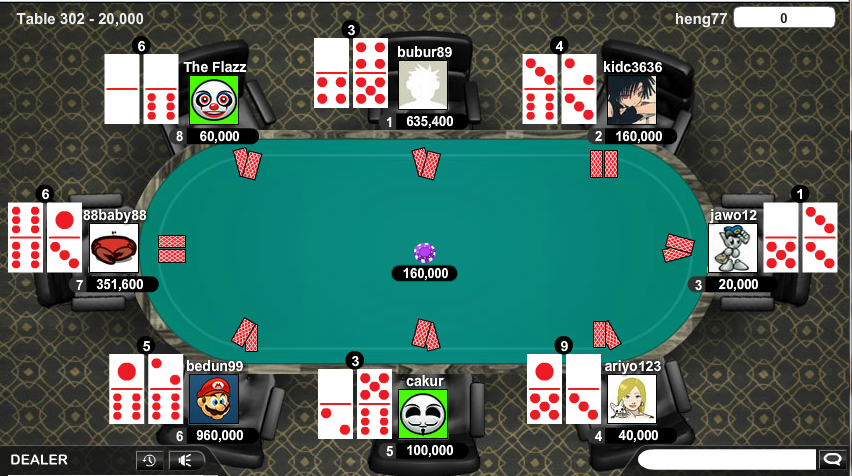 Table 302 - 20,000
heng77
0
6
The Flazz
8
60,000
3
bubur89
1
635,400
4
kidc3636
2
160,000
6
88baby88
7
351,600
1
jawo12
3
20,000
160,000
5
bedun99
6
960,000
3
cakur
5
100,000
9
ariyo123
4
40,000
DEALER